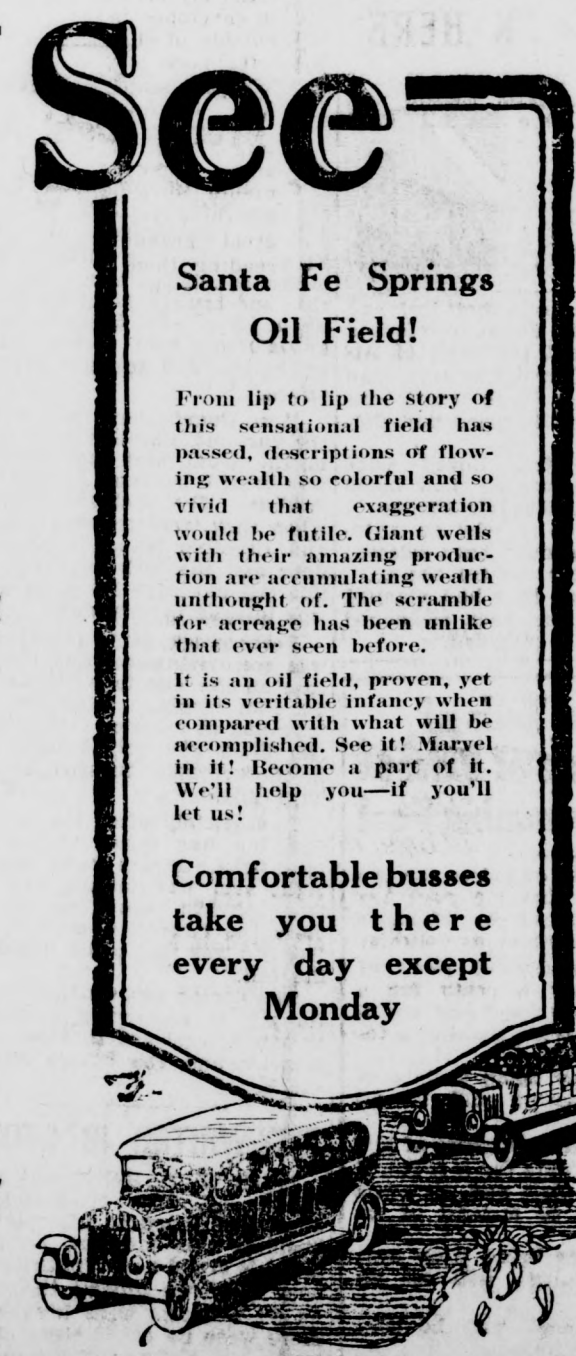 See
Santa Fe Springs
Oil Field!
From lip to lip the story of
this sensational field has
passed, descriptions of flow-
ing wealth so colorful and so
vivid that exaggeration
would be futile. Giant wells
with their amazing produc-
tion are accumulating wealth
unthought of. The scramble
for acreage has been unlike
that ever seen before.
It is an oil field, proven, yet
in its veritable infancy when
compared with what will be
accomplished. See it! Marvel
in it! Become a part of it.
We'll help you—if you'll
let us!
Comfortable busses
take you there
every day except
Monday